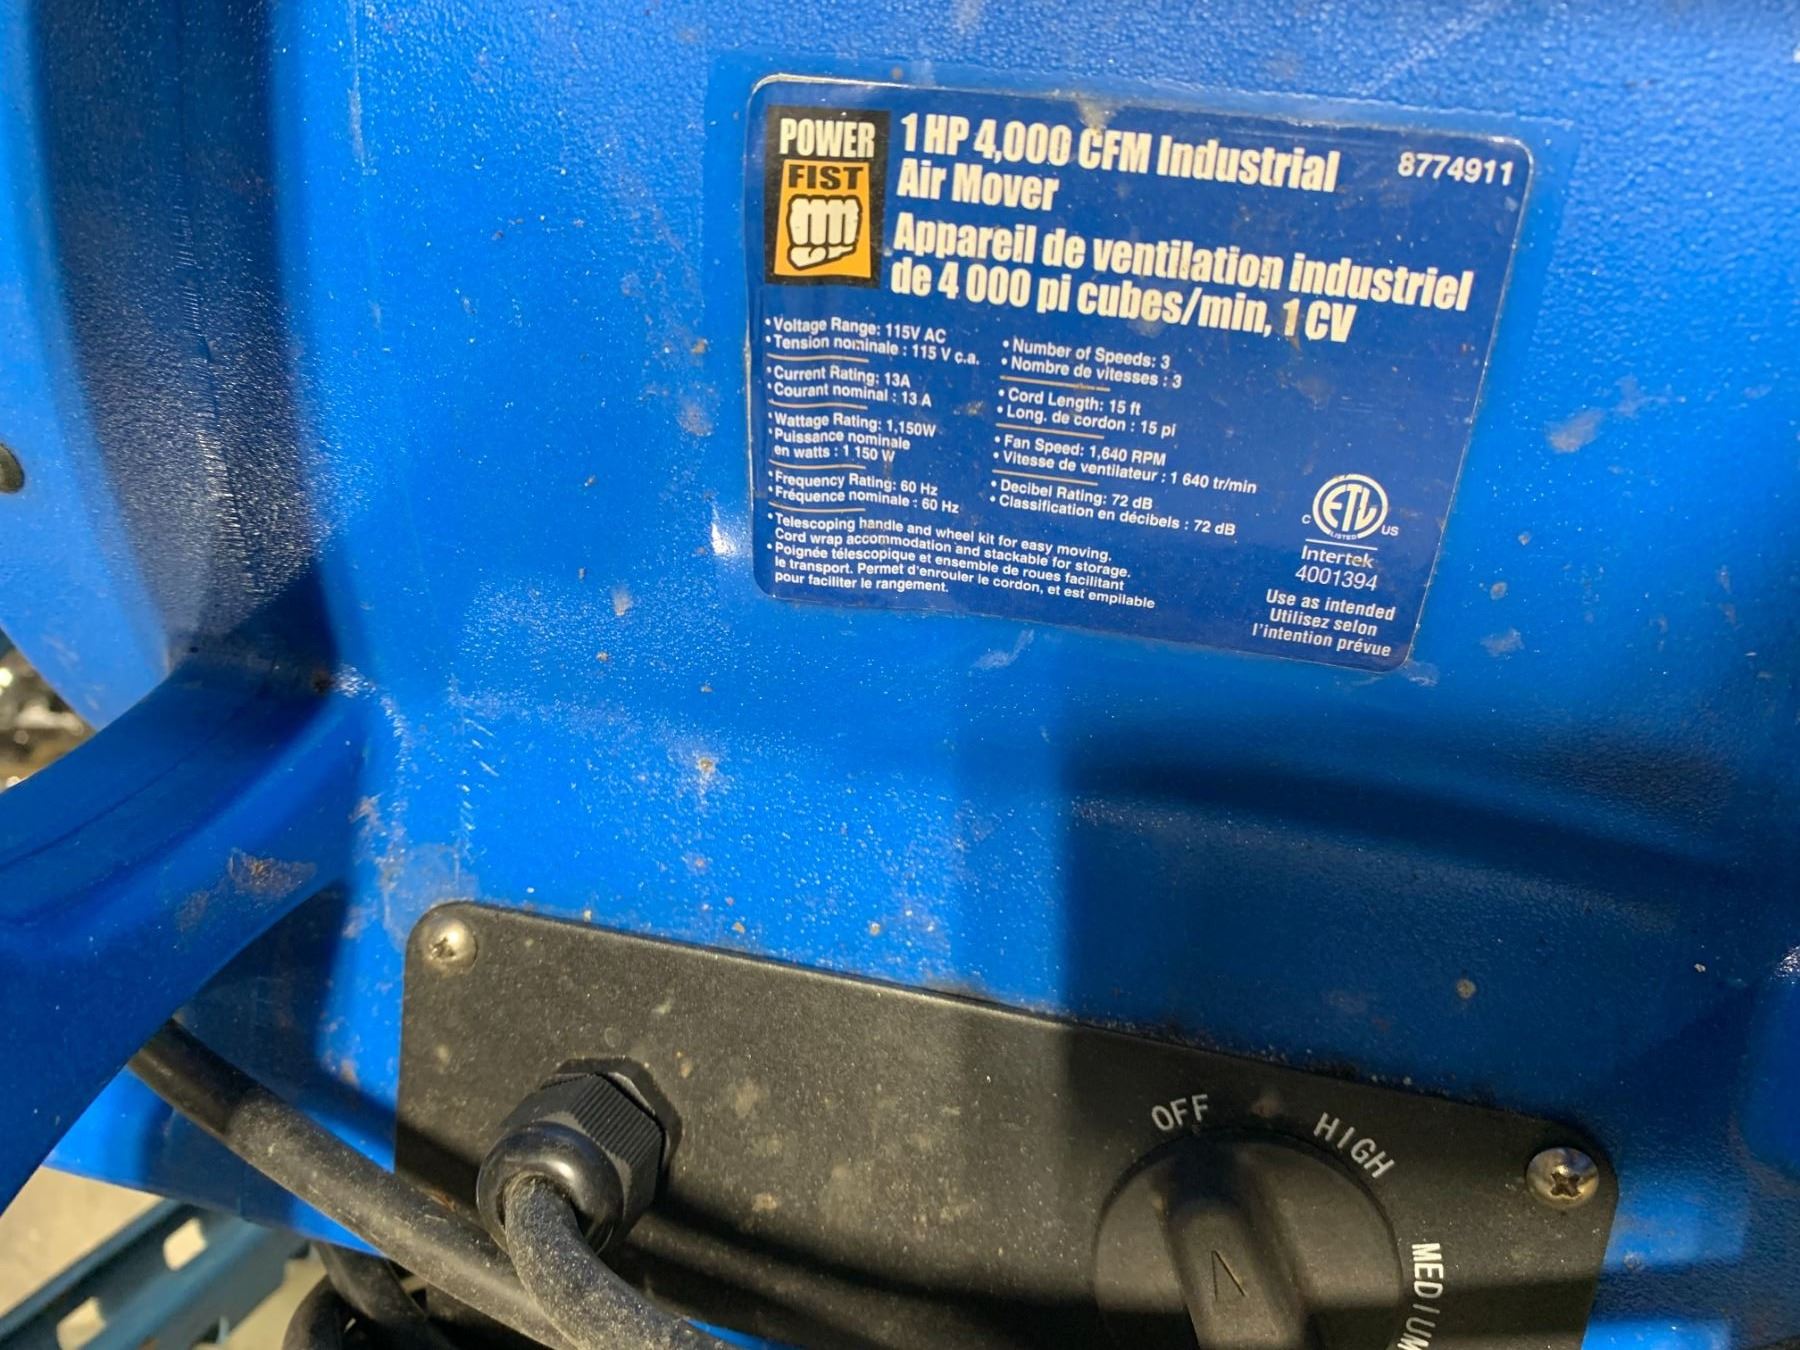 POWER
FIST
1 HP 4,000 CFM Industrial
Air Mover
8774911
Appareil de ventilation industriel
de 4 000 pi cubes/min, 1 CV
• Voltage Range: 115V AC
• Tension nominale : 115 V c.a.
• Current Rating: 13A
• Courant nominal : 13 A
• Wattage Rating: 1,150W
• Puissance nominale
en watts : 1 150 W
• Frequency Rating: 60 Hz
• Fréquence nominale : 60 Hz
• Number of Speeds: 3
• Nombre de vitesses : 3
• Cord Length: 15 ft
• Long. de cordon : 15 pi
• Fan Speed: 1,640 RPM
• Vitesse de ventilateur : 1 640 tr/min
• Decibel Rating: 72 dB
• Classification en décibels : 72 dB
• Telescoping handle and wheel kit for easy moving.
Cord wrap accommodation and stackable for storage.
• Poignée télescopique et ensemble de roues facilitant
le transport. Permet d'enrouler le cordon, et est empilable
pour faciliter le rangement.
C ETL US
LISTED
Intertek
4001394
Use as intended
Utilisez selon
l'intention prévue
OFF
HIGH
MEDIUM